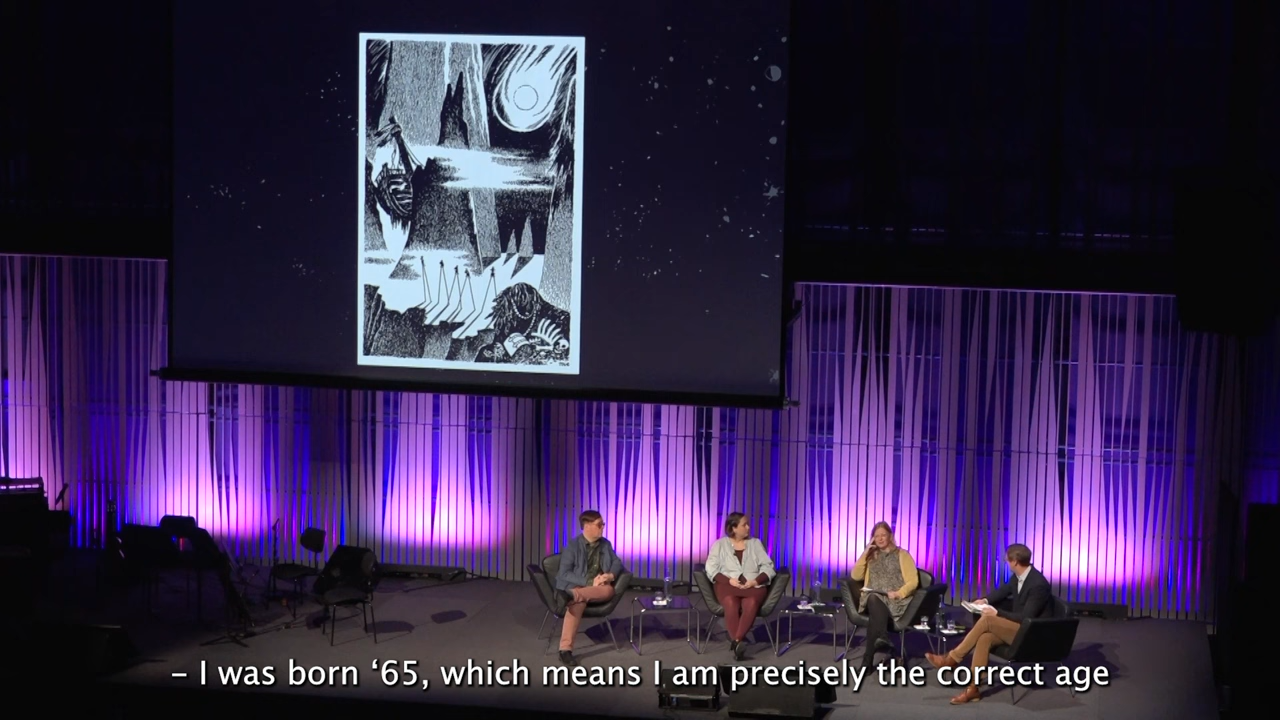 – I was born ‘65, which means I am precisely the correct age